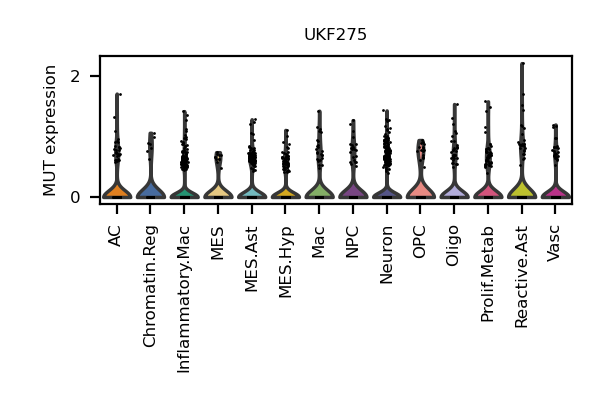 UKF275
MUT expression
2
0
AC
Chromatin.Reg
Inflammatory.Mac
MES
MES.Ast
MES.Hyp
Mac
NPC
Neuron
OPC
Oligo
Prolif.Metab
Reactive.Ast
Vasc